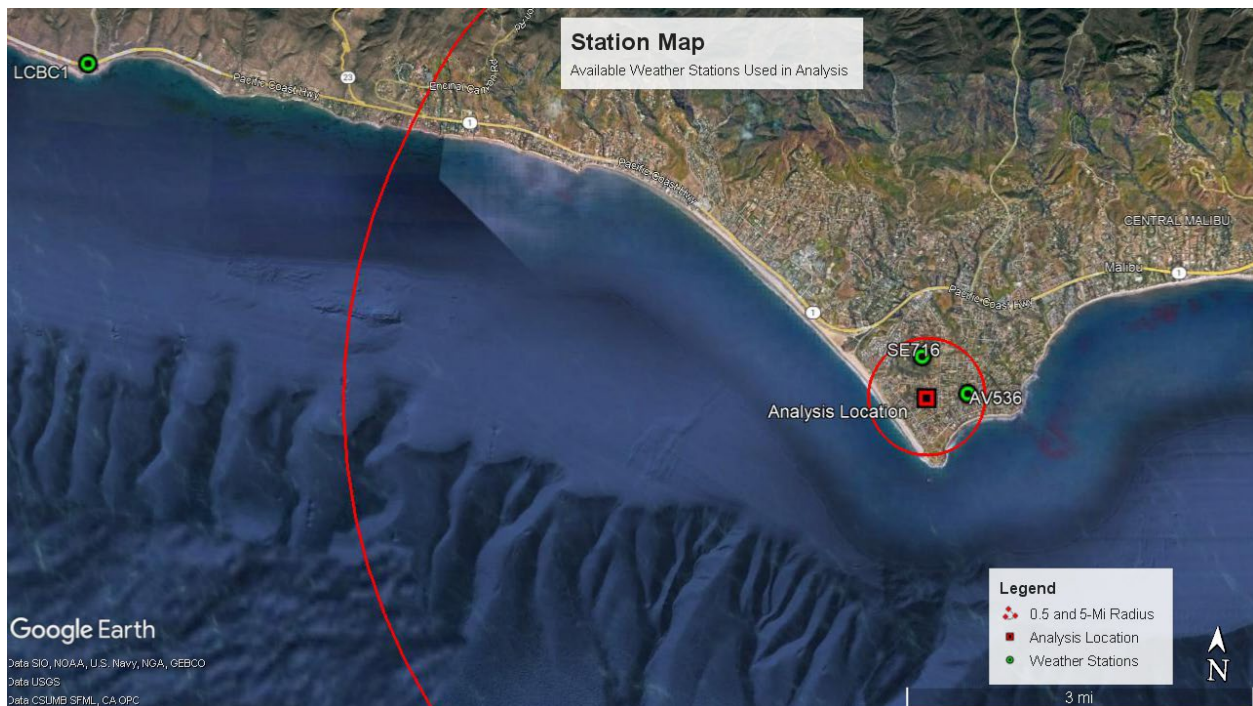 Station Map
Available Weather Stations Used in Analysis
LCBC1
23
Pacific Coast Hwy
Encinal Can
1
Pacific Coast Hwy
CENTRAL MALIBU
Malibu
1
Pacific Coast Hwy
1
SE716
AV536
Analysis Location
Legend
0.5 and 5-Mi Radius
Analysis Location
Weather Stations
Google Earth
Data SIO, NOAA, U.S. Navy, NGA, GEBCO
Data USGS
Data CSUMB SFML, CA OPC
N
3 mi